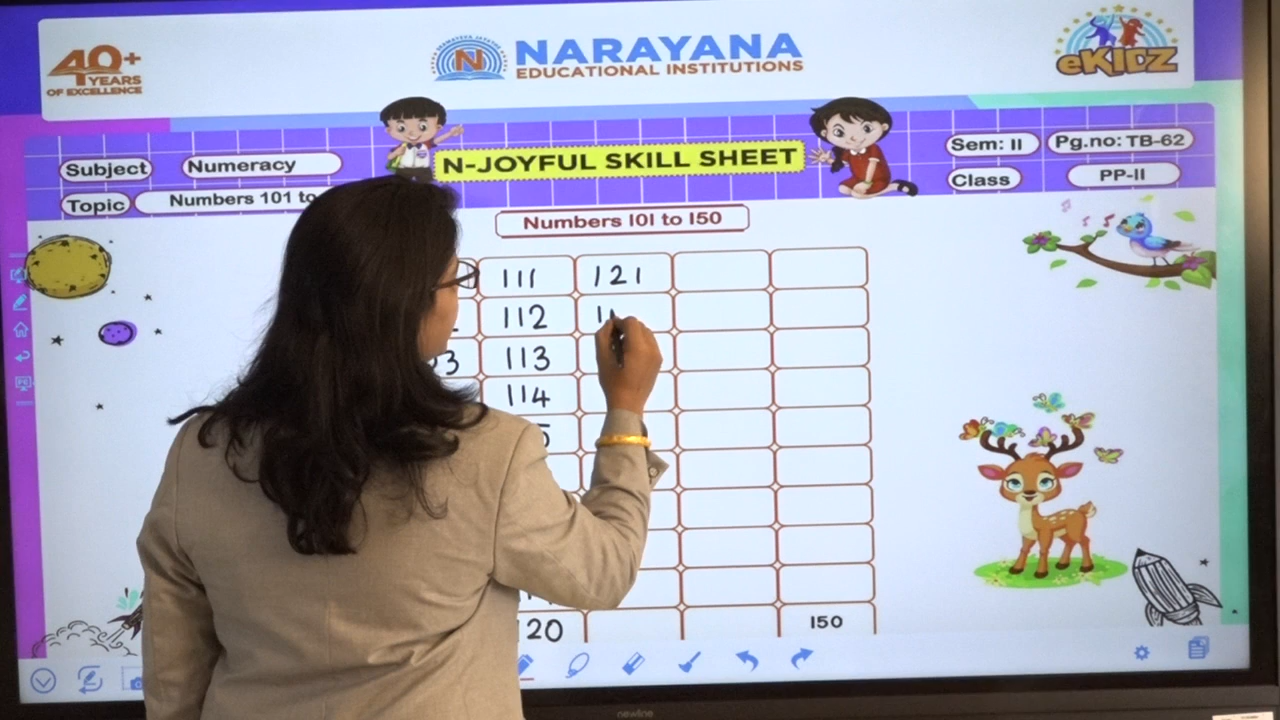 40+
YEARS
OF EXCELLENCE
NARAYANA
EDUCATIONAL INSTITUTIONS
eKIDZ
Subject Numeracy
N-JOYFUL SKILL SHEET
Sem: II Pg.no: TB-62
Topic Numbers 101 to
Class PP-II
Numbers 101 to 150
111 121
112
113
114
120 150
newline